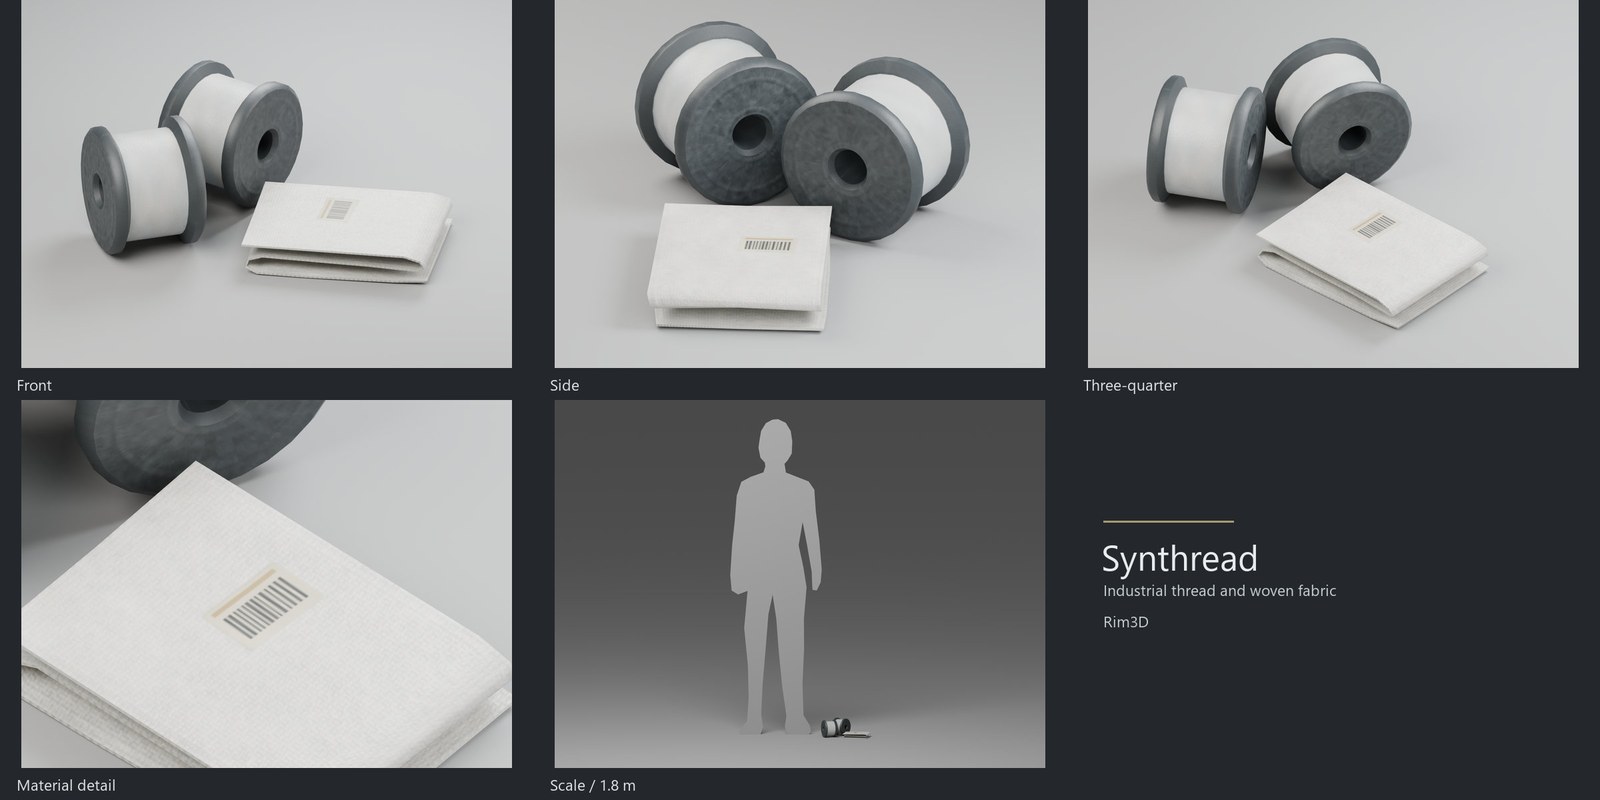 Front
Side
Three-quarter
Material detail
Scale / 1.8 m
Synthread
Industrial thread and woven fabric
Rim3D